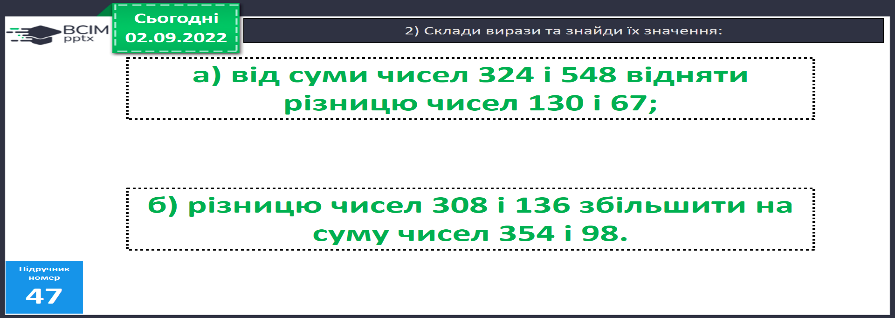 ВСІМ
pptx
Сьогодні
02.09.2022
2) Склади вирази та знайди їх значення:
а) від суми чисел 324 і 548 відняти
різницю чисел 130 і 67;
б) різницю чисел 308 і 136 збільшити на
суму чисел 354 і 98.
Підручник
номер
47